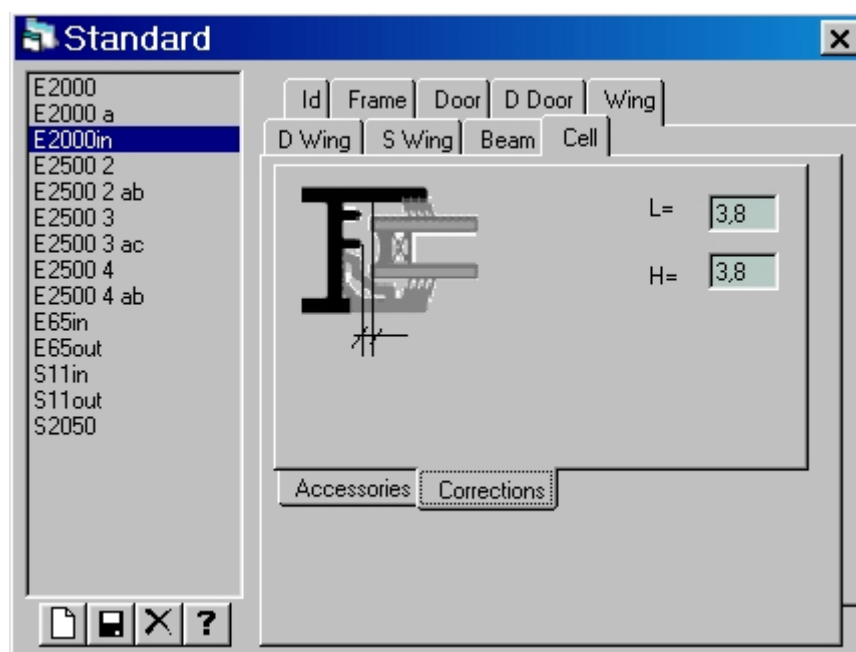 Standard
E2000
E2000 a
E2000in
E2500 2
E2500 2 ab
E2500 3
E2500 3 ac
E2500 4
E2500 4 ab
E65in
E65out
S11in
S11out
S2050
Id Frame Door D Door Wing
D Wing S Wing Beam Cell
L= 3,8
H= 3,8
Accessories Corrections
?